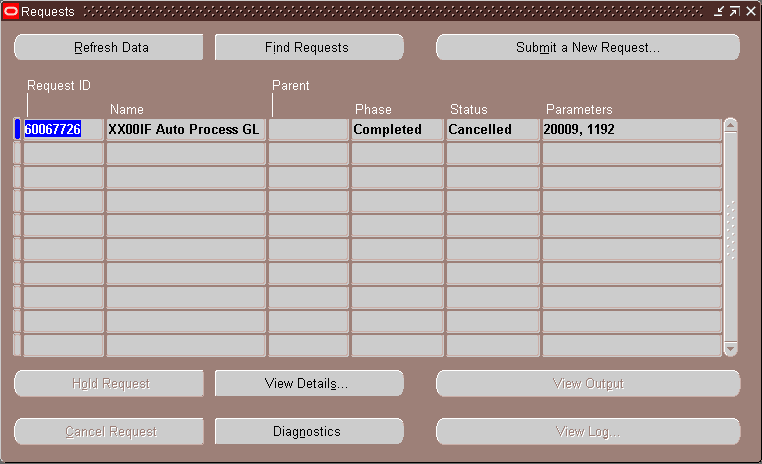 Requests
Refresh Data Find Requests Submit a New Request...
Request ID Parent
Name Phase Status Parameters
60067726 XX00IF Auto Process GL Completed Cancelled 20009, 1192
Hold Request View Details... View Output
Cancel Request Diagnostics View Log...